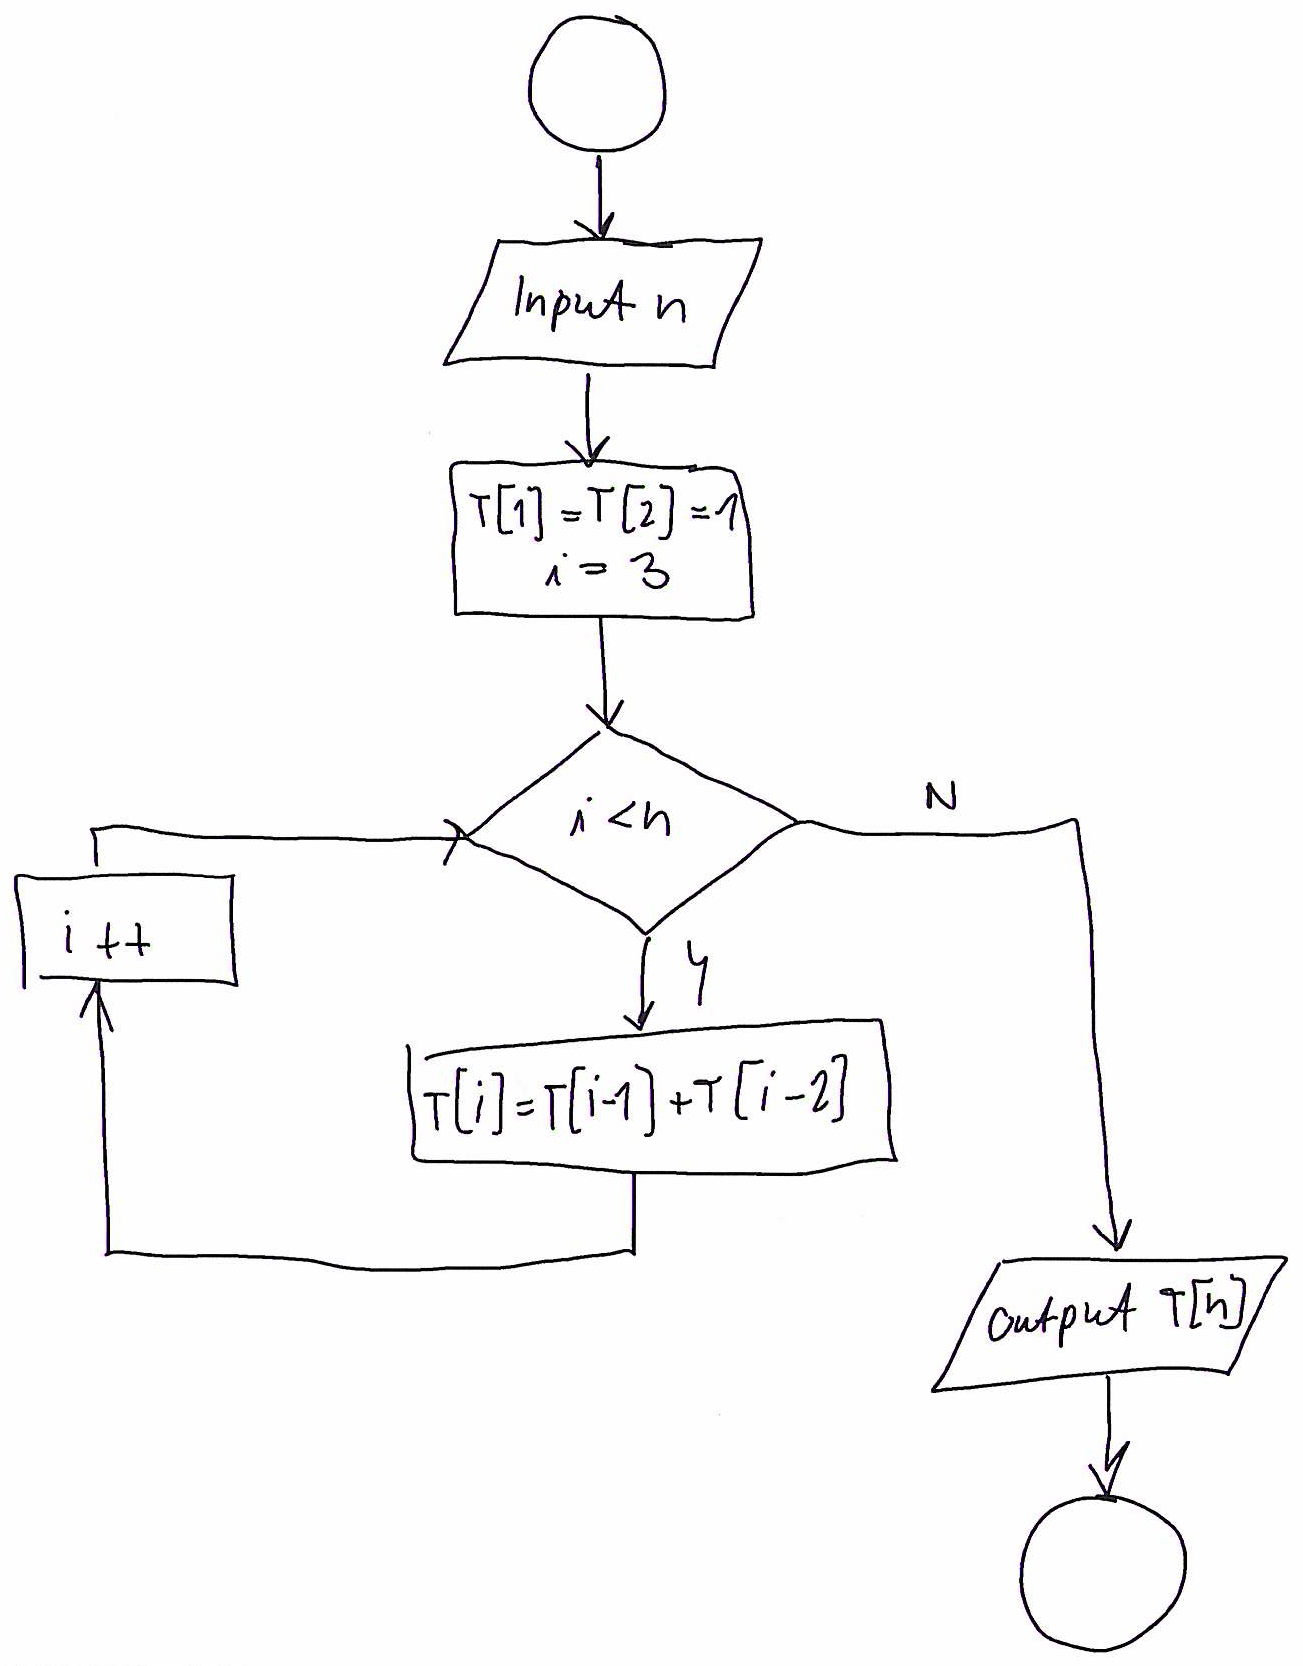 Input n
T[1]=T[2]=1
i = 3
i<n
N
i++
Y
T[i]=T[i-1]+T[i-2]
output T[n]